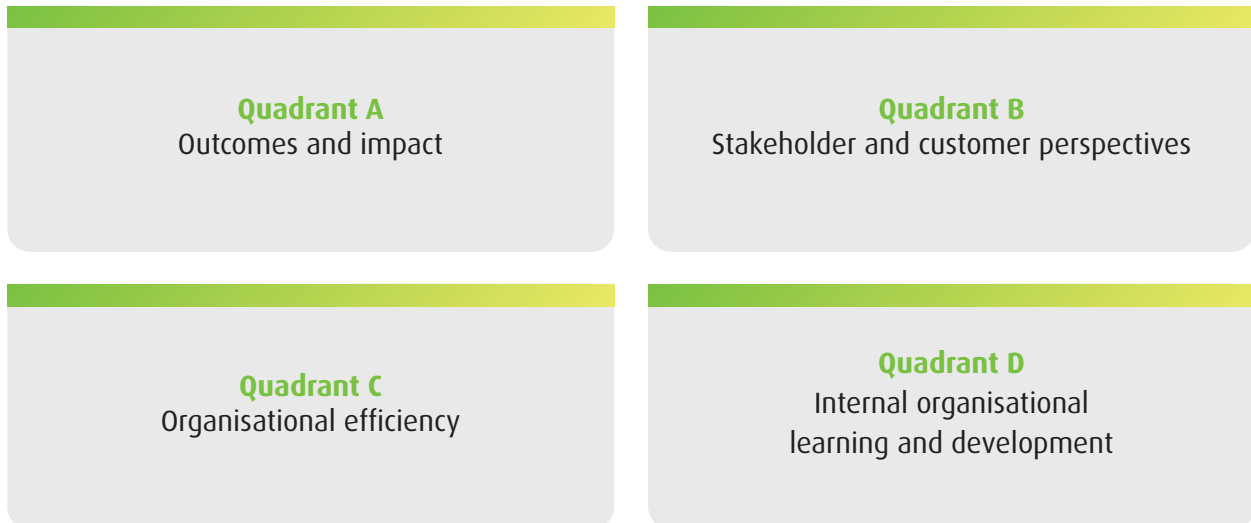 Quadrant A
Outcomes and impact
Quadrant B
Stakeholder and customer perspectives
Quadrant C
Organisational efficiency
Quadrant D
Internal organisational
learning and development